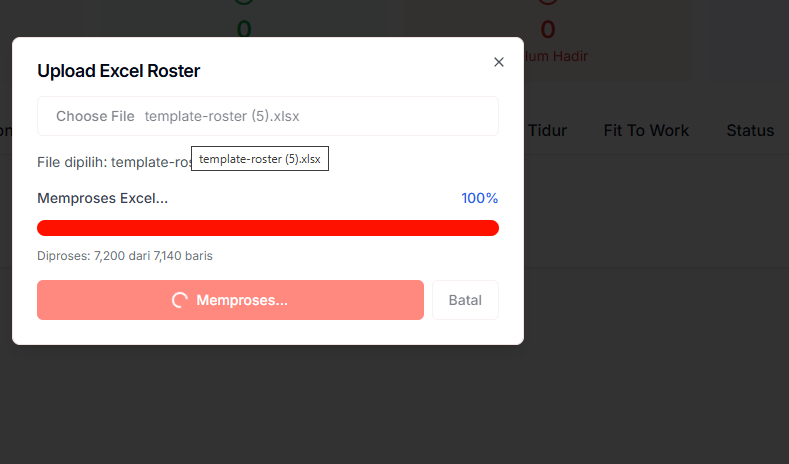 0
0
lum Hadir
Upload Excel Roster
Choose File template-roster (5).xlsx
Tidur Fit To Work Status
File dipilih: template-ros
template-roster (5).xlsx
Memproses Excel... 100%
Diproses: 7,200 dari 7,140 baris
Memproses... Batal